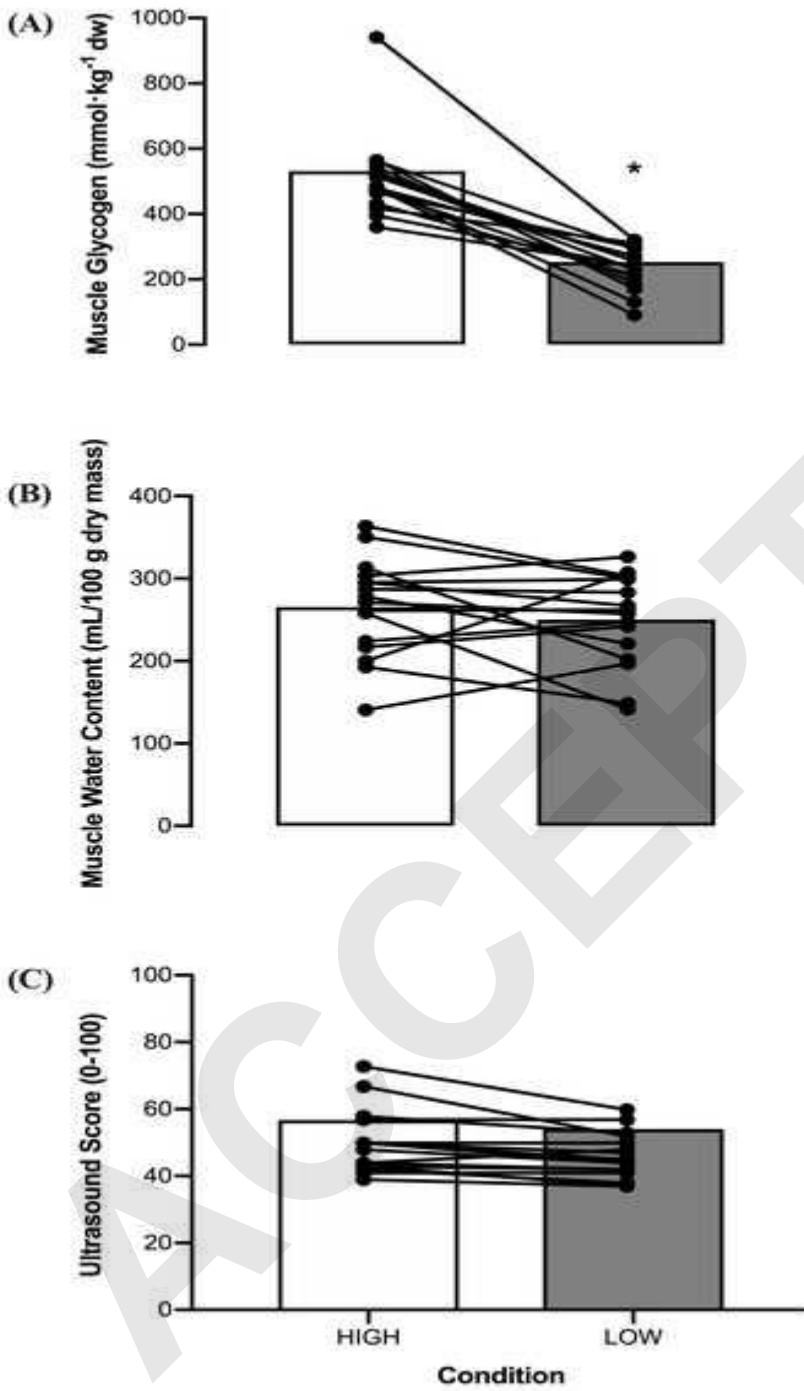 (A)
Muscle Glycogen (mmol·kg⁻¹ dw)
1000
800
600
400
200
0
*
(B)
Muscle Water Content (mL/100 g dry mass)
400
300
200
100
0
(C)
Ultrasound Score (0-100)
100
80
60
40
20
0
HIGH LOW
Condition
ACCEPT